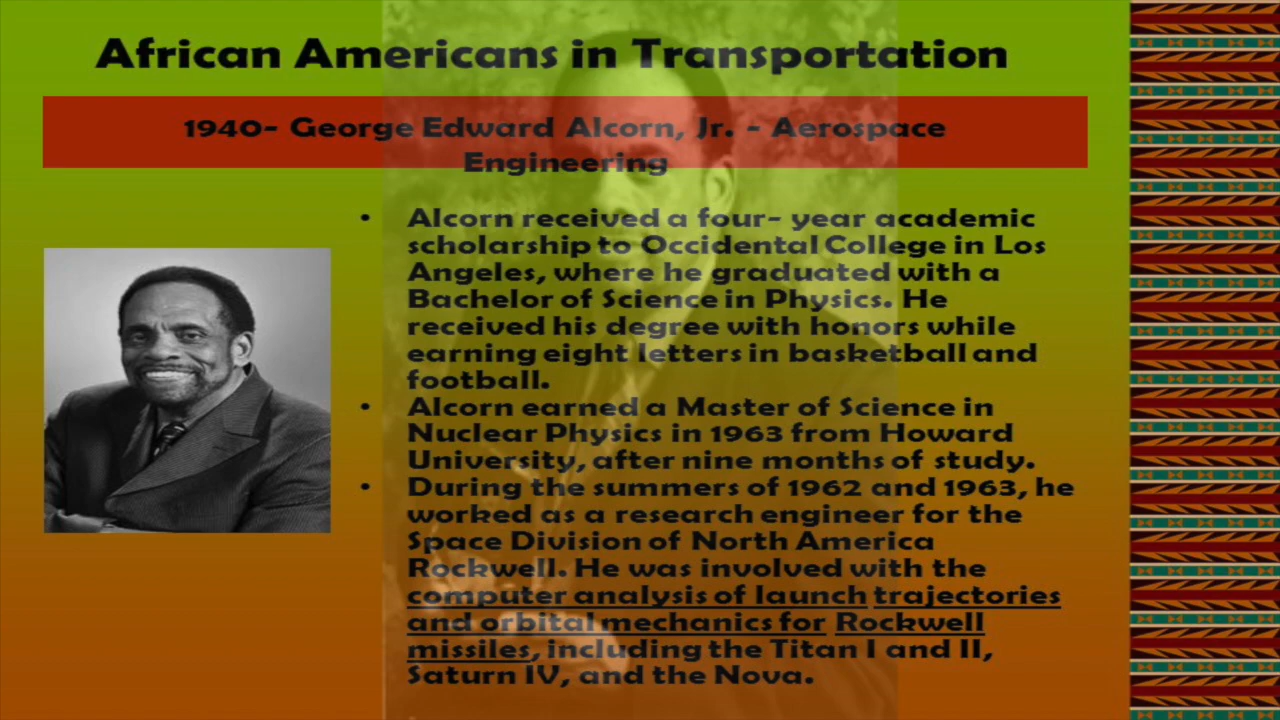 African Americans in Transportation
1940- George Edward Alcorn, Jr. - Aerospace
Engineering
• Alcorn received a four- year academic
scholarship to Occidental College in Los
Angeles, where he graduated with a
Bachelor of Science in Physics. He
received his degree with honors while
earning eight letters in basketball and
football.
• Alcorn earned a Master of Science in
Nuclear Physics in 1963 from Howard
University, after nine months of study.
• During the summers of 1962 and 1963, he
worked as a research engineer for the
Space Division of North America
Rockwell. He was involved with the
computer analysis of launch trajectories
and orbital mechanics for Rockwell
missiles, including the Titan I and II,
Saturn IV, and the Nova.